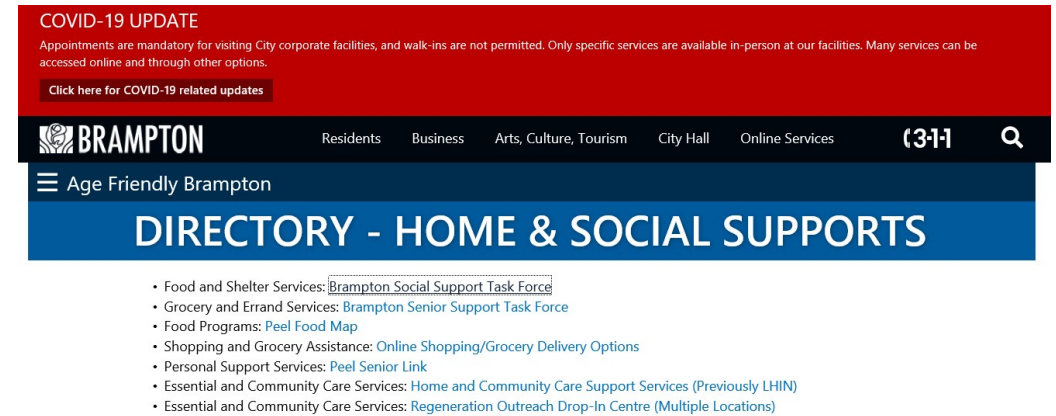 COVID-19 UPDATE
Appointments are mandatory for visiting City corporate facilities, and walk-ins are not permitted. Only specific services are available in-person at our facilities. Many services can be
accessed online and through other options.
Click here for COVID-19 related updates
BRAMPTON Residents Business Arts, Culture, Tourism City Hall Online Services 3-1-1
Age Friendly Brampton
DIRECTORY - HOME & SOCIAL SUPPORTS
• Food and Shelter Services: Brampton Social Support Task Force
• Grocery and Errand Services: Brampton Senior Support Task Force
• Food Programs: Peel Food Map
• Shopping and Grocery Assistance: Online Shopping/Grocery Delivery Options
• Personal Support Services: Peel Senior Link
• Essential and Community Care Services: Home and Community Care Support Services (Previously LHIN)
• Essential and Community Care Services: Regeneration Outreach Drop-In Centre (Multiple Locations)